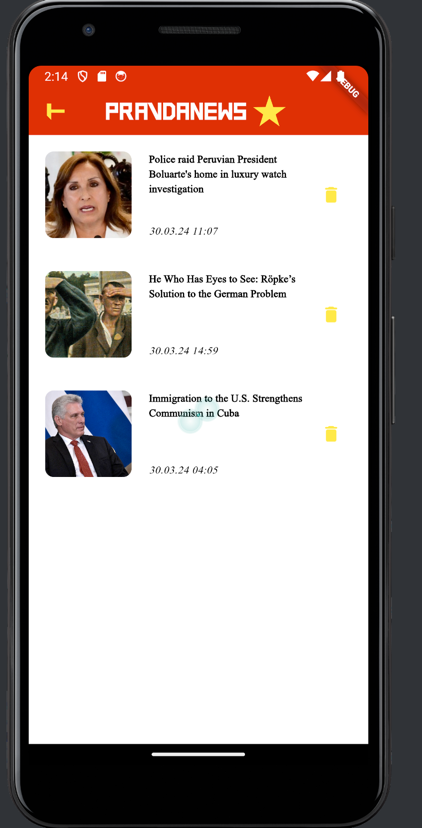 2:14
EBUG
PRAVDANEWS
Police raid Peruvian President
Boluarte's home in luxury watch
investigation
30.03.24 11:07
He Who Has Eyes to See: Röpke’s
Solution to the German Problem
30.03.24 14:59
Immigration to the U.S. Strengthens
Communism in Cuba
30.03.24 04:05